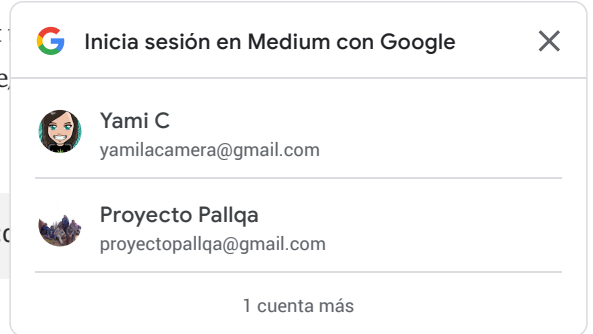 Inicia sesión en Medium con Google
Yami C
yamilacamera@gmail.com
Proyecto Pallqa
proyectopallqa@gmail.com
1 cuenta más